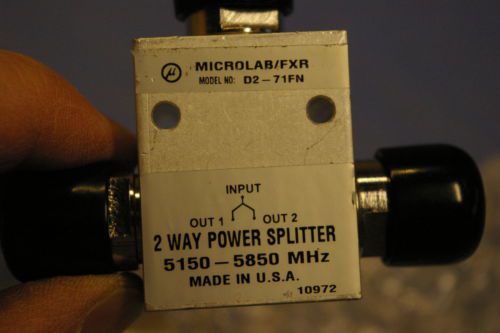 MICROLAB/FXR
MODEL NO: D2-71FN
INPUT
OUT 1 OUT 2
2 WAY POWER SPLITTER
5150-5850 MHz
MADE IN U.S.A.
10972